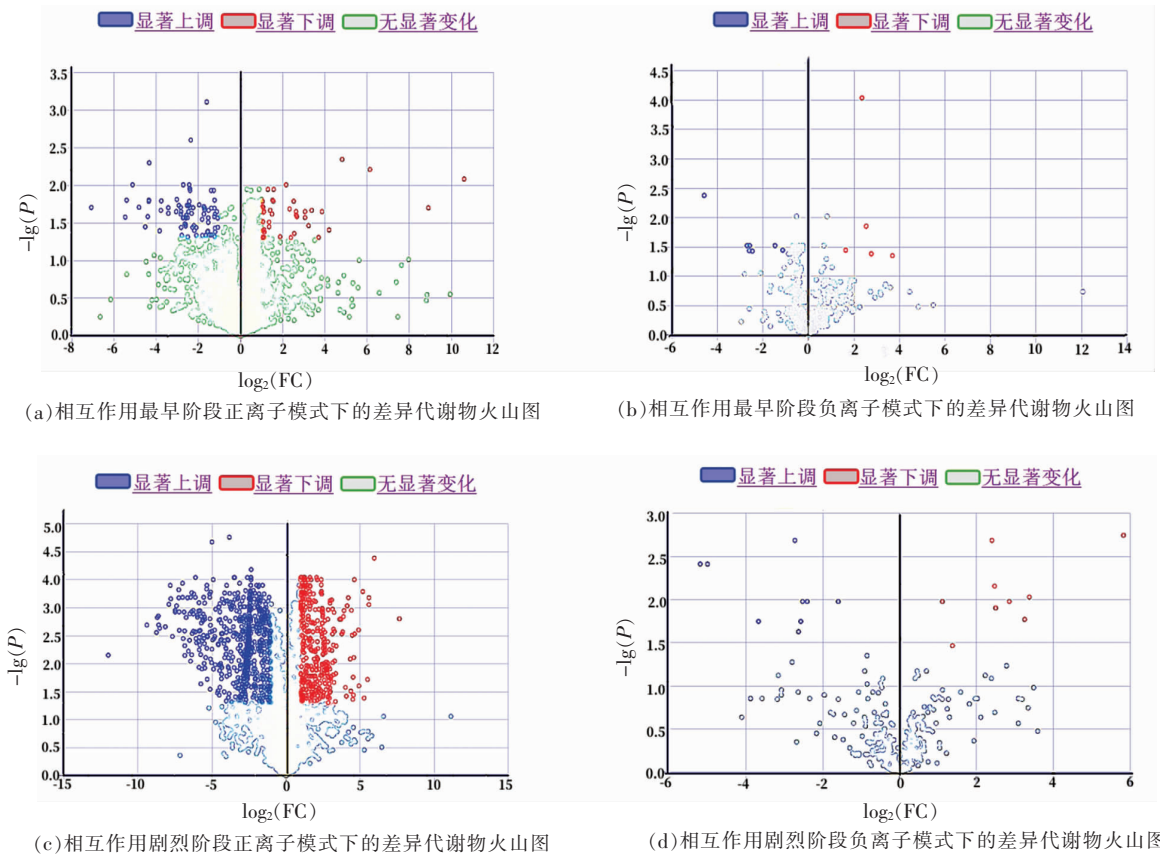 显著上调 显著下调 无显著变化
3.5
3.0
2.5
2.0
1.5
1.0
0.5
0.0
-lg(P)
-8 -6 -4 -2 0 2 4 6 8 10 12
log₂(FC)
(a)相互作用最早阶段正离子模式下的差异代谢物火山图
显著上调 显著下调 无显著变化
4.5
4.0
3.5
3.0
2.5
2.0
1.5
1.0
0.5
0.0
-lg(P)
-6 -4 -2 0 2 4 6 8 10 12 14
log₂(FC)
(b)相互作用最早阶段负离子模式下的差异代谢物火山图
显著上调 显著下调 无显著变化
5.0
4.5
4.0
3.5
3.0
2.5
2.0
1.5
1.0
0.5
0.0
-lg(P)
-15 -10 -5 0 5 10 15
log₂(FC)
(c)相互作用剧烈阶段正离子模式下的差异代谢物火山图
显著上调 显著下调 无显著变化
3.0
2.5
2.0
1.5
1.0
0.5
0.0
-lg(P)
-6 -4 -2 0 2 4 6
log₂(FC)
(d)相互作用剧烈阶段负离子模式下的差异代谢物火山图